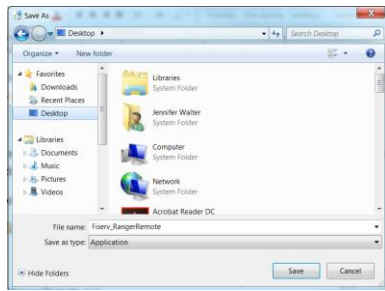 Save As
Desktop
Search Desktop
Organize
New folder
Favorites
Downloads
Recent Places
Desktop
Libraries
Documents
Music
Pictures
Videos
Libraries
System Folder
Jennifer Walter
System Folder
Computer
System Folder
Network
System Folder
Acrobat Reader DC
File name: Fiserv_RangerRemote
Save as type: Application
Hide Folders
Save
Cancel